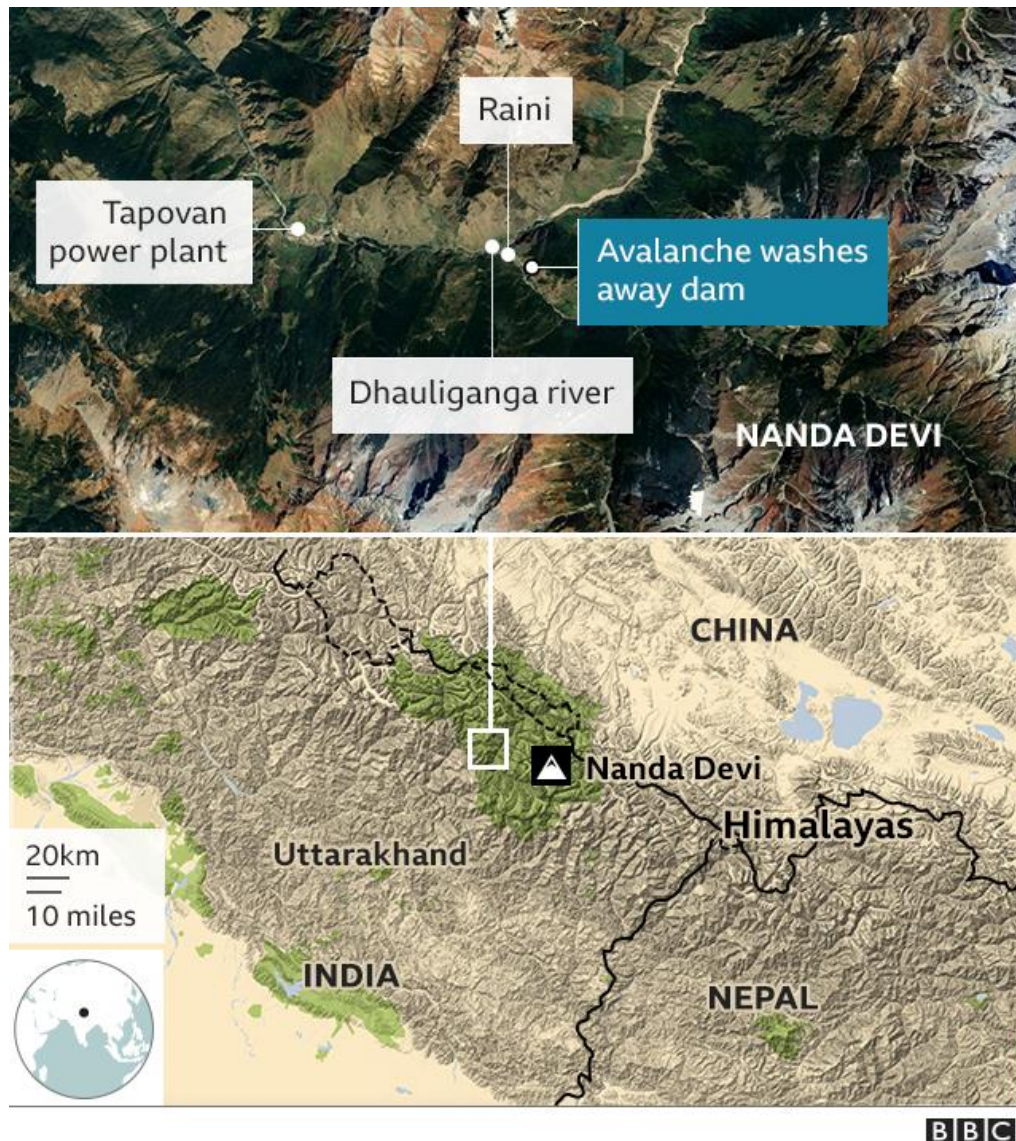 Raini
Tapovan
power plant
Avalanche washes
away dam
Dhauliganga river
NANDA DEVI
CHINA
Nanda Devi
Himalayas
Uttarakhand
20km
10 miles
INDIA
NEPAL
BBC